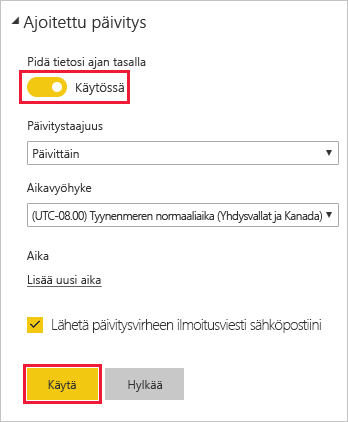 Ajoitettu päivitys
Pidä tietosi ajan tasalla
Käytössä
Päivitystaajuus
Päivittäin
Aikavyöhyke
(UTC-08.00) Tyynenmeren normaaliaika (Yhdysvallat ja Kanada)
Aika
Lisää uusi aika
Lähetä päivitysvirheen ilmoitusviesti sähköpostiini
Käytä
Hylkää